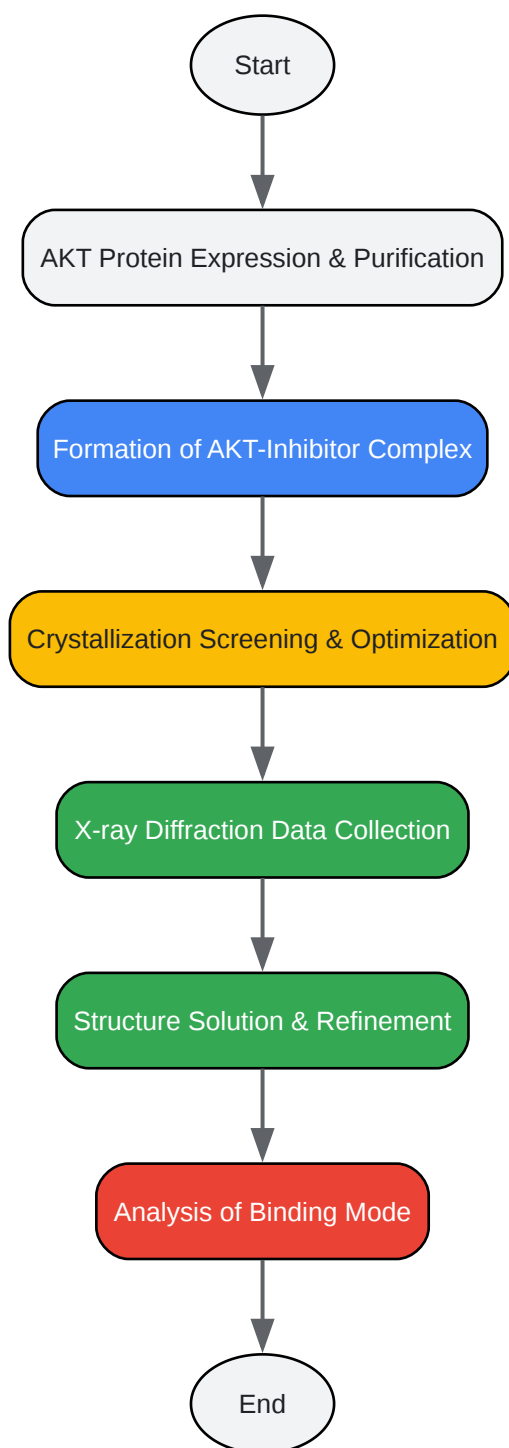 Start
AKT Protein Expression & Purification
Formation of AKT-Inhibitor Complex
Crystallization Screening & Optimization
X-ray Diffraction Data Collection
Structure Solution & Refinement
Analysis of Binding Mode
End